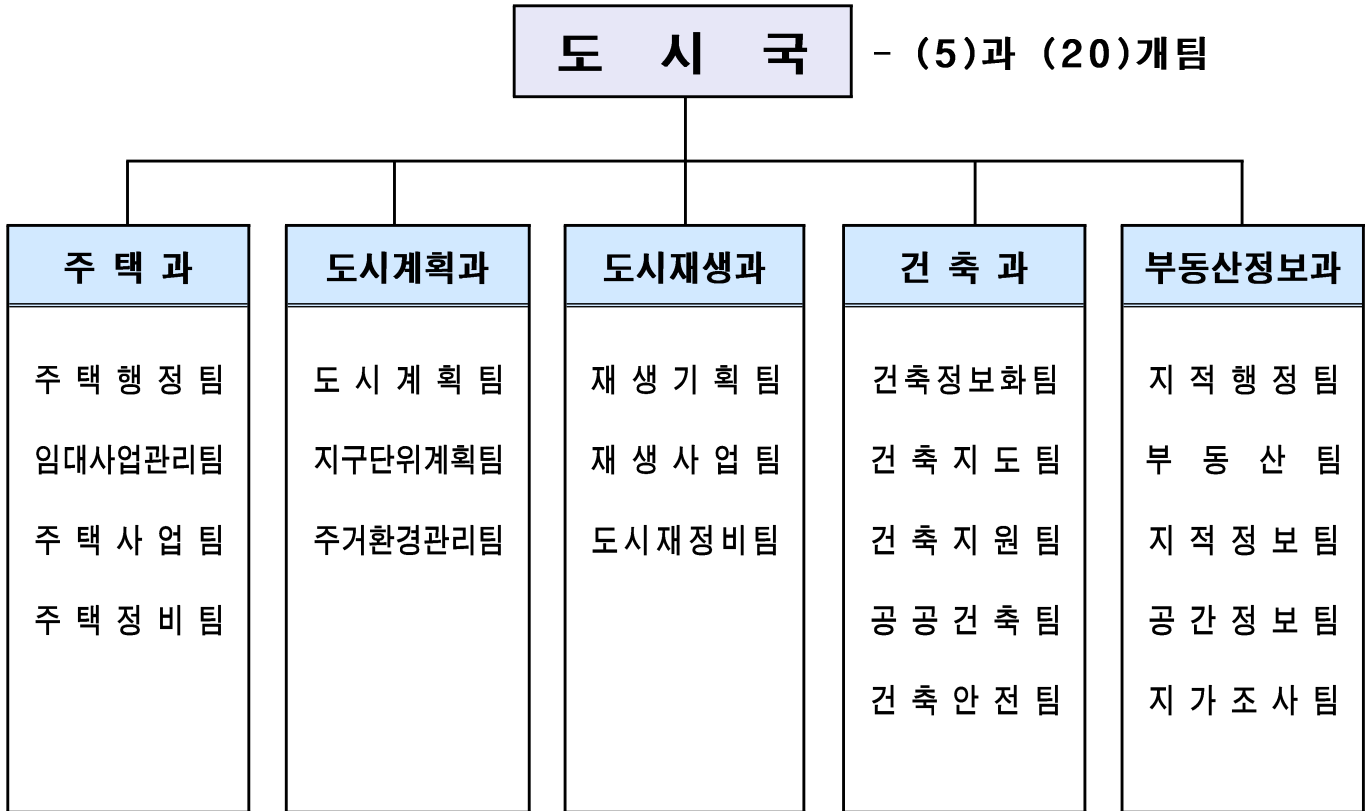 도 시 국 - (5)과 (20)개팀
주 택 과
주 택 행 정 팀
임대사업관리팀
주 택 사 업 팀
주 택 정 비 팀
도시계획과
도 시 계 획 팀
지구단위계획팀
주거환경관리팀
도시재생과
재 생 기 획 팀
재 생 사 업 팀
도시재정비팀
건 축 과
건축정보화팀
건 축 지 도 팀
건 축 지 원 팀
공 공 건 축 팀
건 축 안 전 팀
부동산정보과
지 적 행 정 팀
부 동 산 팀
지 적 정 보 팀
공 간 정 보 팀
지 가 조 사 팀